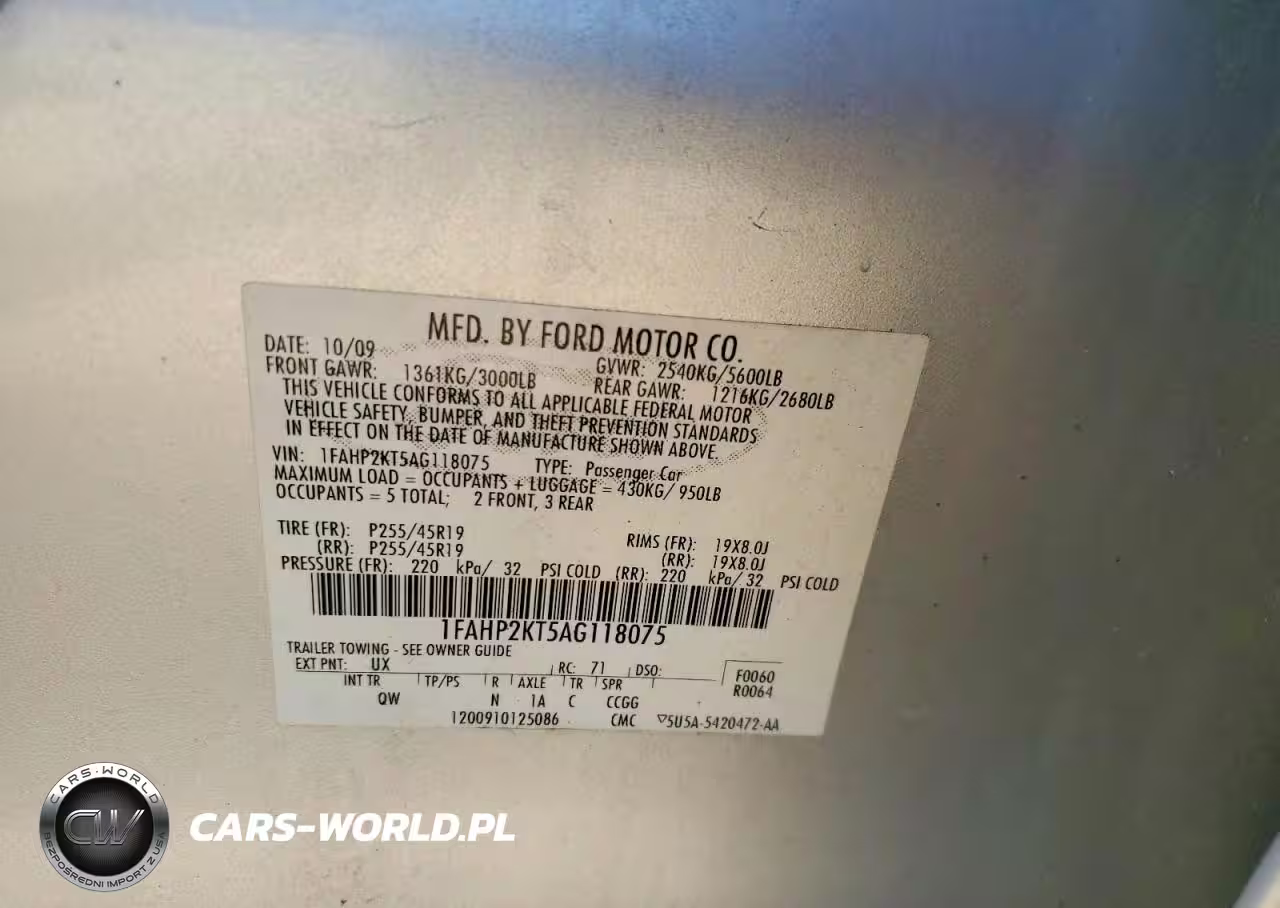 MFD. BY FORD MOTOR CO.
DATE: 10/09 GVWR: 2540KG/5600LB
FRONT GAWR: 1361KG/3000LB REAR GAWR: 1216KG/2680LB
THIS VEHICLE CONFORMS TO ALL APPLICABLE FEDERAL MOTOR
VEHICLE SAFETY, BUMPER, AND THEFT PREVENTION STANDARDS
IN EFFECT ON THE DATE OF MANUFACTURE SHOWN ABOVE.
VIN: 1FAHP2KT5AG118075 TYPE: Passenger Car
MAXIMUM LOAD = OCCUPANTS + LUGGAGE = 430KG/ 950LB
OCCUPANTS = 5 TOTAL; 2 FRONT, 3 REAR
TIRE (FR): P255/45R19 RIMS (FR): 19X8.0J
(RR): P255/45R19 (RR): 19X8.0J
PRESSURE (FR): 220 kPa/ 32 PSI COLD (RR): 220 kPa/ 32 PSI COLD
1FAHP2KT5AG118075
TRAILER TOWING - SEE OWNER GUIDE
EXT PNT: UX RC: 71 DSO: F0060
R0064
INT TR TP/PS R AXLE TR SPR
QW N 1A C CCGG
1200910125086 CMC ▽5U5A-5420472-AA
CARS-WORLD
CW
BEZPOŚREDNI IMPORT Z USA
CARS-WORLD.PL